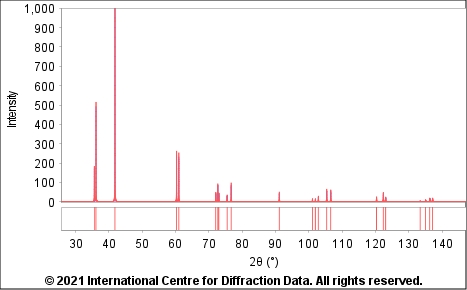 1,000
900
800
700
600
500
400
300
200
100
0
Intensity
30 40 50 60 70 80 90 100 110 120 130 140
2θ (°)
© 2021 International Centre for Diffraction Data. All rights reserved.